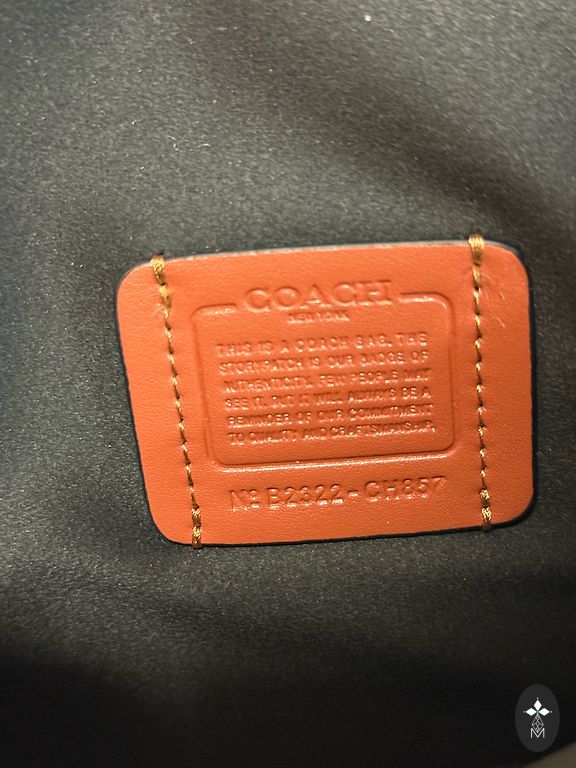 COACH
NEW YORK
THIS IS A COACH BAG. THE
STORYPATCH IS OUR BADGE OF
AUTHENTICITY. FEW PEOPLE MAY
SEE IT. BUT IT WILL ALWAYS BE A
REMINDER OF OUR COMMITMENT
TO QUALITY AND CRAFTSMANSHIP.
Nº B2322-CH857
M